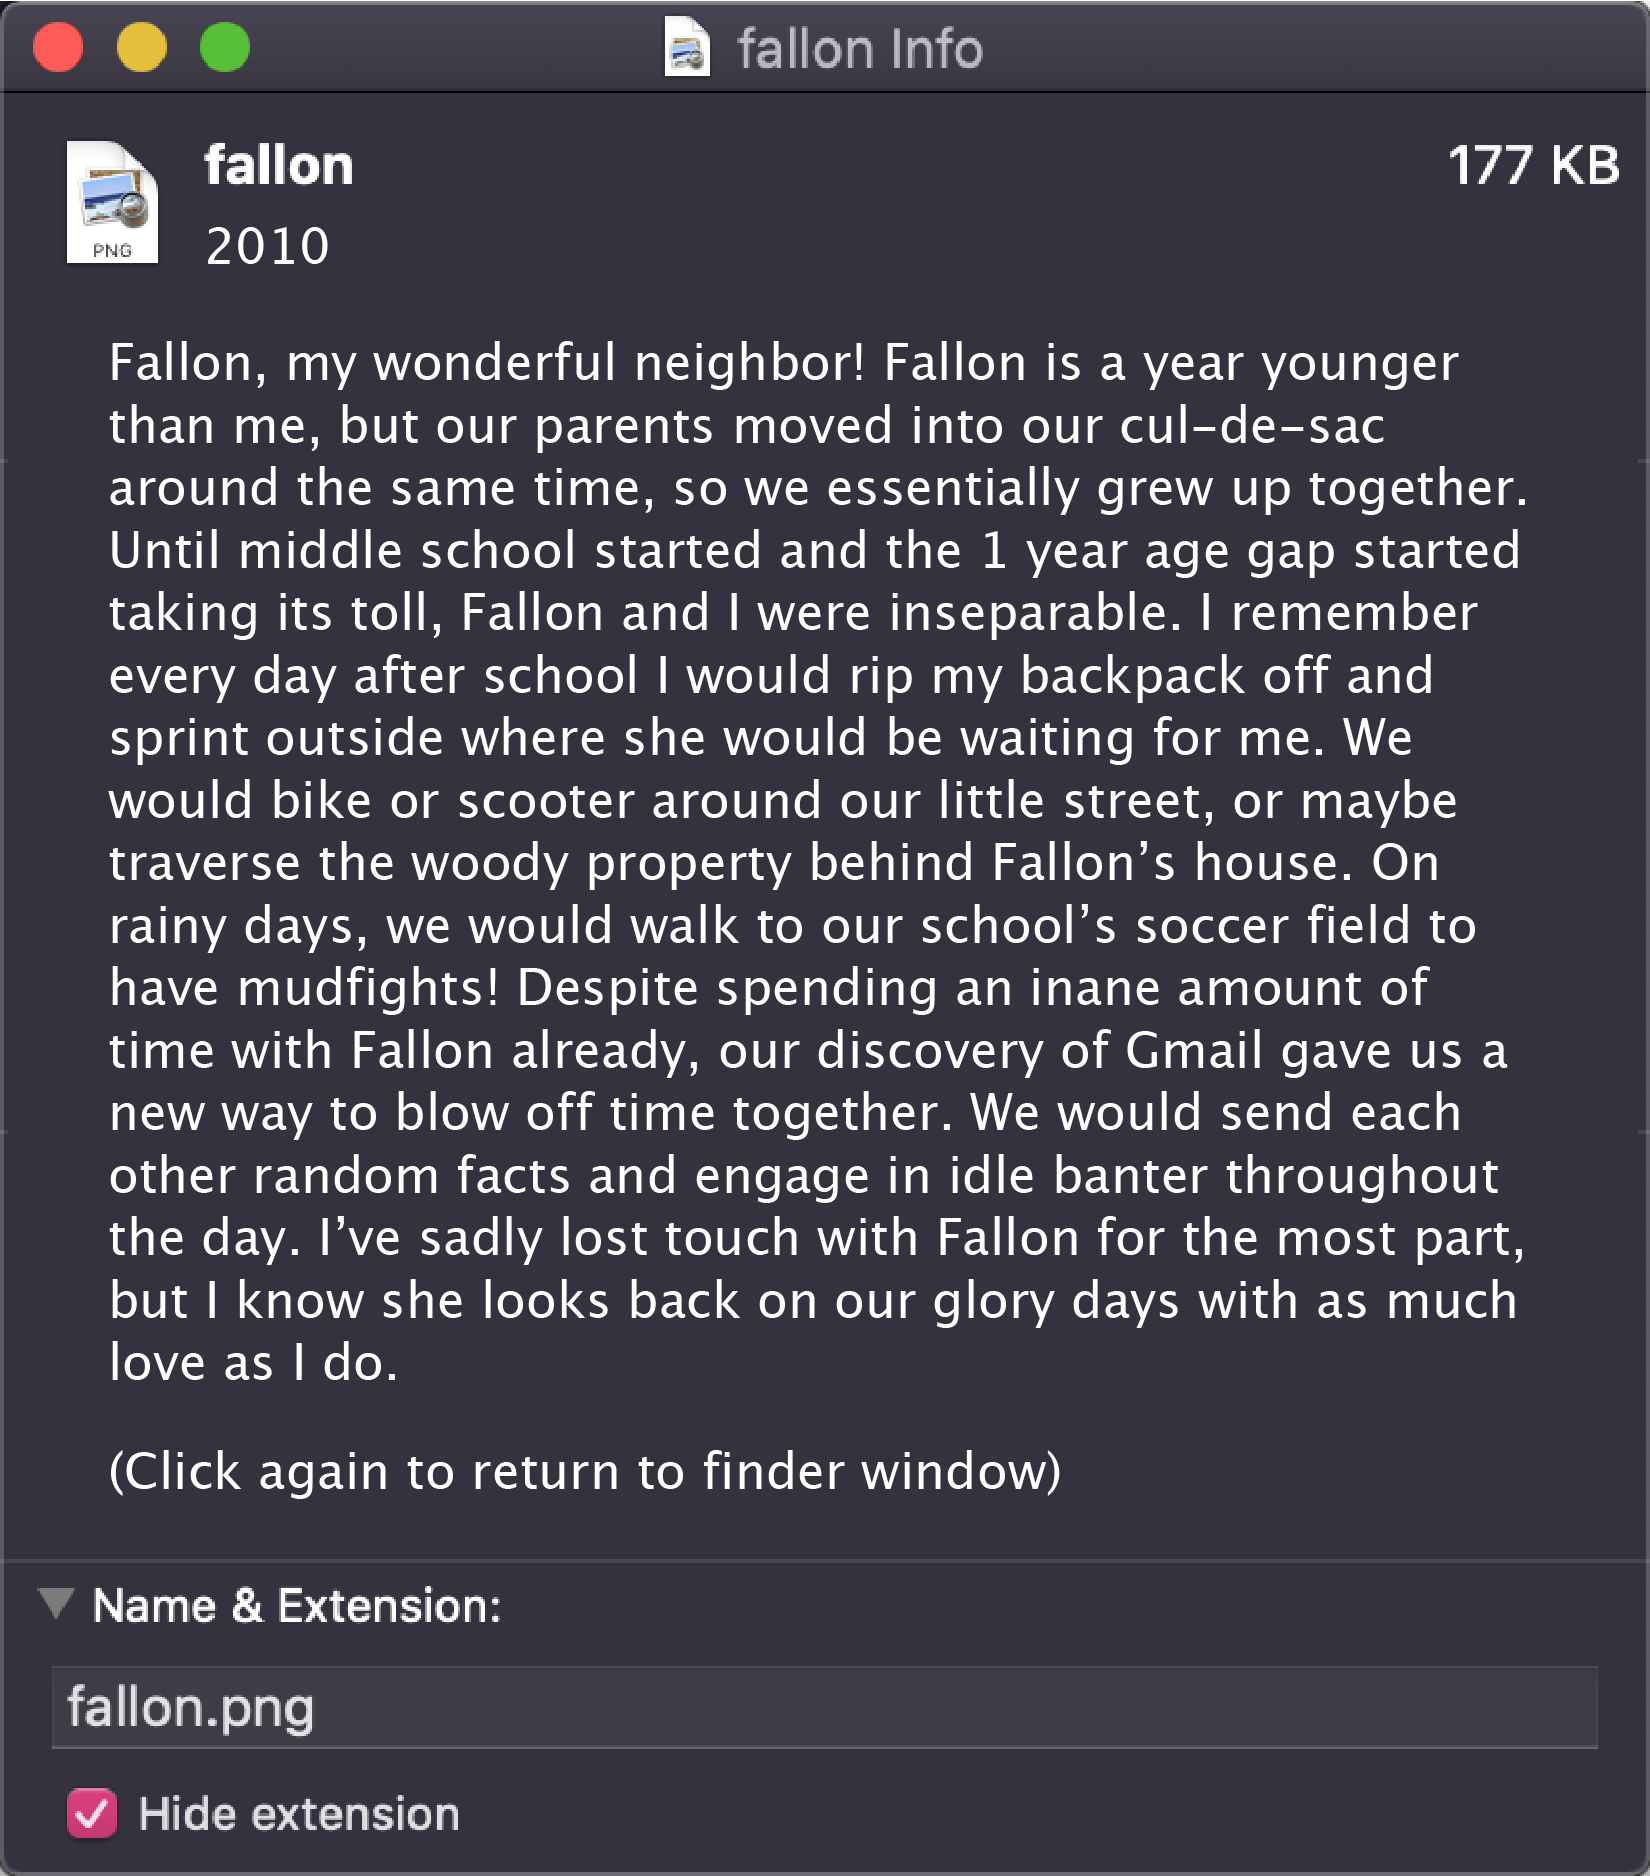 fallon Info
fallon
177 KB
PNG
2010
Fallon, my wonderful neighbor! Fallon is a year younger
than me, but our parents moved into our cul-de-sac
around the same time, so we essentially grew up together.
Until middle school started and the 1 year age gap started
taking its toll, Fallon and I were inseparable. I remember
every day after school I would rip my backpack off and
sprint outside where she would be waiting for me. We
would bike or scooter around our little street, or maybe
traverse the woody property behind Fallon’s house. On
rainy days, we would walk to our school’s soccer field to
have mudfights! Despite spending an inane amount of
time with Fallon already, our discovery of Gmail gave us a
new way to blow off time together. We would send each
other random facts and engage in idle banter throughout
the day. I’ve sadly lost touch with Fallon for the most part,
but I know she looks back on our glory days with as much
love as I do.
(Click again to return to finder window)
Name & Extension:
fallon.png
Hide extension